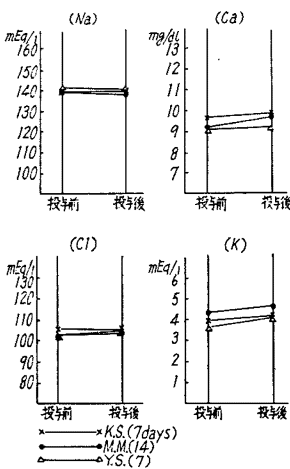 (Na)
mEq/l
160
150
140
130
120
110
100
投与前 投与後
(Ca)
mg/dl
13
12
11
10
9
8
7
投与前 投与後
(Cl)
mEq/l
130
120
110
100
90
80
投与前 投与後
(K)
mEq/l
6
5
4
3
2
1
投与前 投与後
K.S.(7days)
M.M.(14)
Y.S.(7)